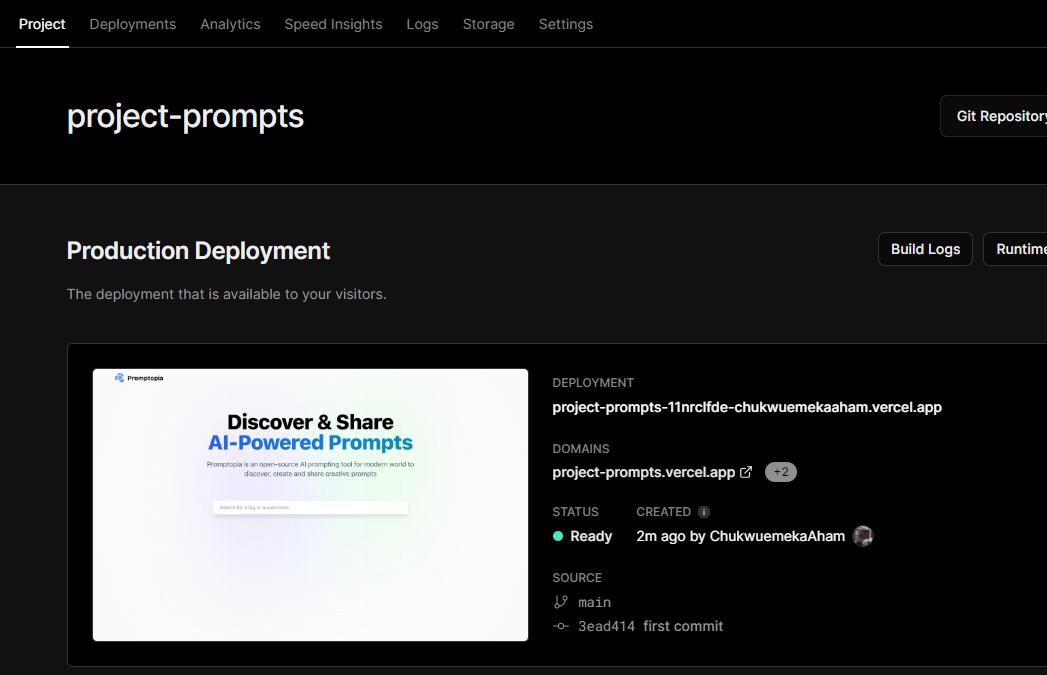 Project Deployments Analytics Speed Insights Logs Storage Settings
project-prompts
Git Repository
Production Deployment
Build Logs Runtime
The deployment that is available to your visitors.
Promptopia
Discover & Share
AI-Powered Prompts
Promptopia is an open-source AI prompting tool for modern world to
discover, create and share creative prompts
Search for a tag or a username
DEPLOYMENT
project-prompts-11nrclfde-chukwuemekaaham.vercel.app
DOMAINS
project-prompts.vercel.app +2
STATUS CREATED
Ready 2m ago by ChukwuemekaAham
SOURCE
main
3ead414 first commit